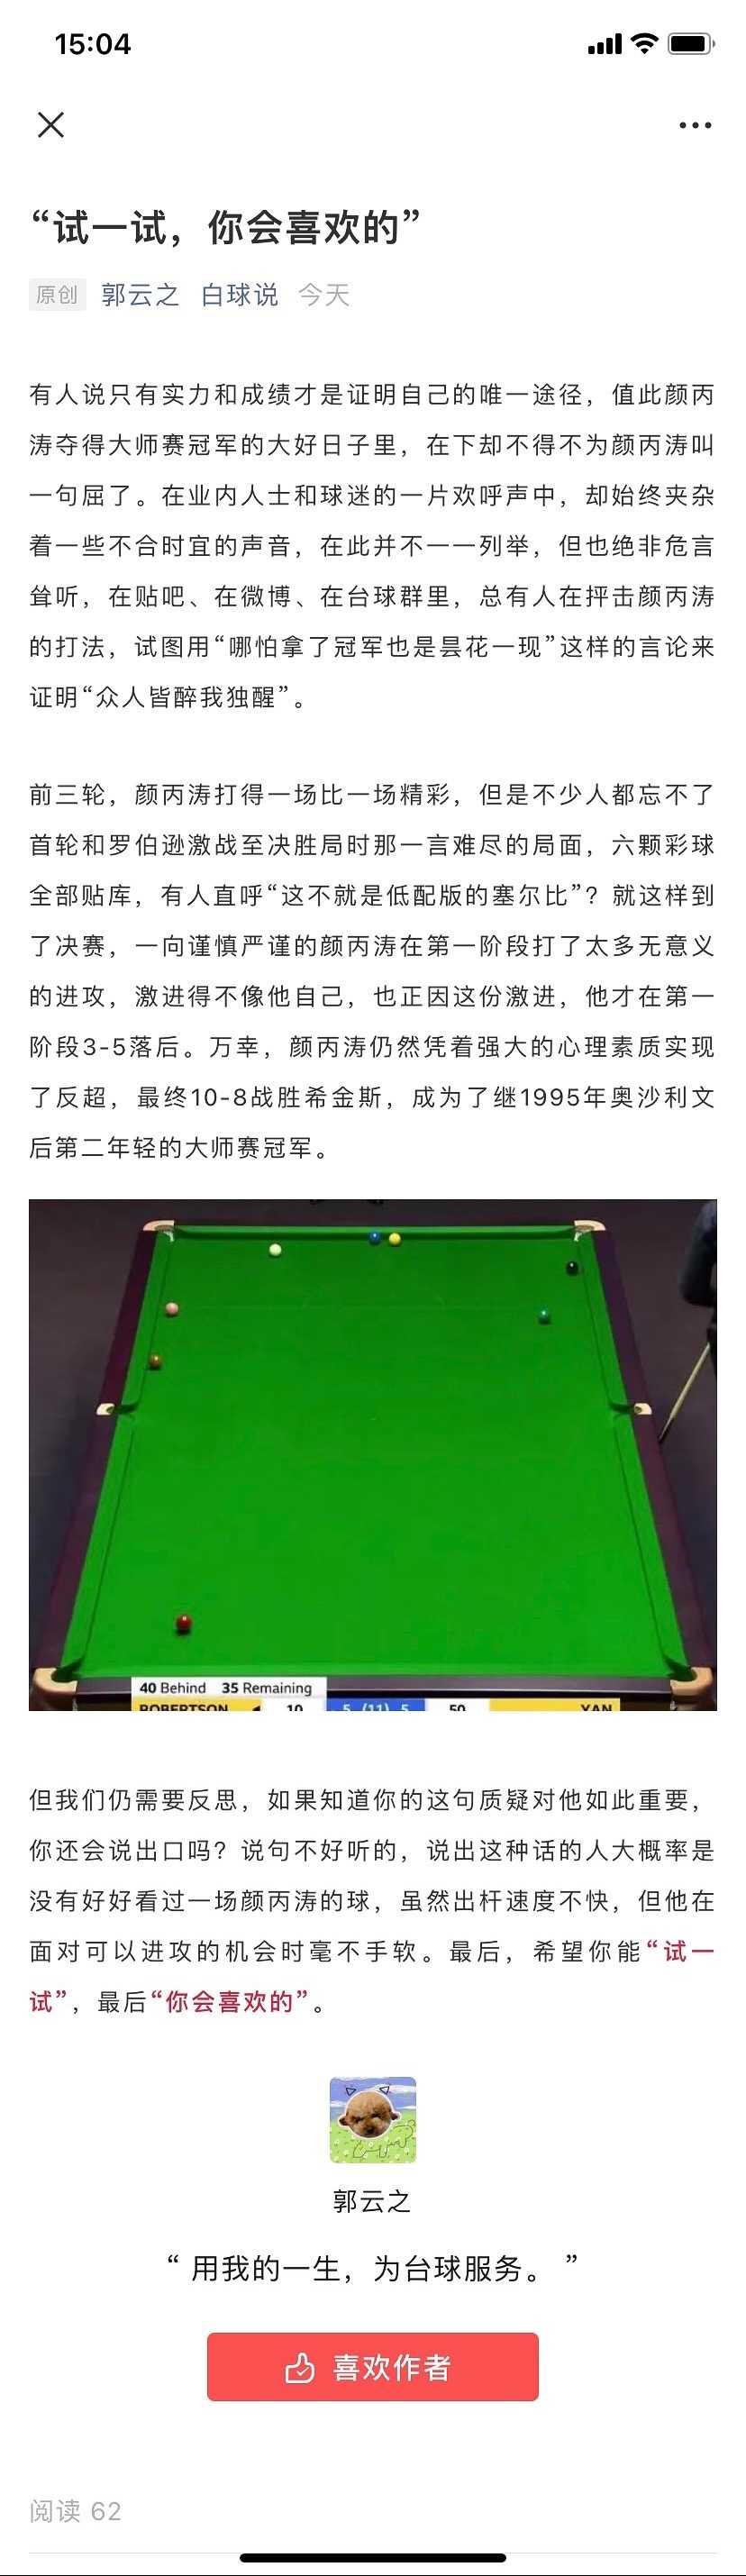 15:04
“试一试，你会喜欢的”
原创 郭云之 白球说 今天
有人说只有实力和成绩才是证明自己的唯一途径，值此颜丙
涛夺得大师赛冠军的大好日子里，在下却不得不为颜丙涛叫
一句屈了。在业内人士和球迷的一片欢呼声中，却始终夹杂
着一些不合时宜的声音，在此并不一一列举，但也绝非危言
耸听，在贴吧、在微博、在台球群里，总有人在抨击颜丙涛
的打法，试图用“哪怕拿了冠军也是昙花一现”这样的言论来
证明“众人皆醉我独醒”。
前三轮，颜丙涛打得一场比一场精彩，但是不少人都忘不了
首轮和罗伯逊激战至决胜局时那一言难尽的局面，六颗彩球
全部贴库，有人直呼“这不就是低配版的塞尔比”？就这样到
了决赛，一向谨慎严谨的颜丙涛在第一阶段打了太多无意义
的进攻，激进得不像他自己，也正因这份激进，他才在第一
阶段3-5落后。万幸，颜丙涛仍然凭着强大的心理素质实现
了反超，最终10-8战胜希金斯，成为了继1995年奥沙利文
后第二年轻的大师赛冠军。
40 Behind 35 Remaining
ROBERTSON 10 5 (11) 5 50 YAN
但我们仍需要反思，如果知道你的这句质疑对他如此重要，
你还会说出口吗？说句不好听的，说出这种话的人大概率是
没有好好看过一场颜丙涛的球，虽然出杆速度不快，但他在
面对可以进攻的机会时毫不手软。最后，希望你能“试一
试”，最后“你会喜欢的”。
郭云之
“ 用我的一生，为台球服务。 ”
喜欢作者
阅读 62